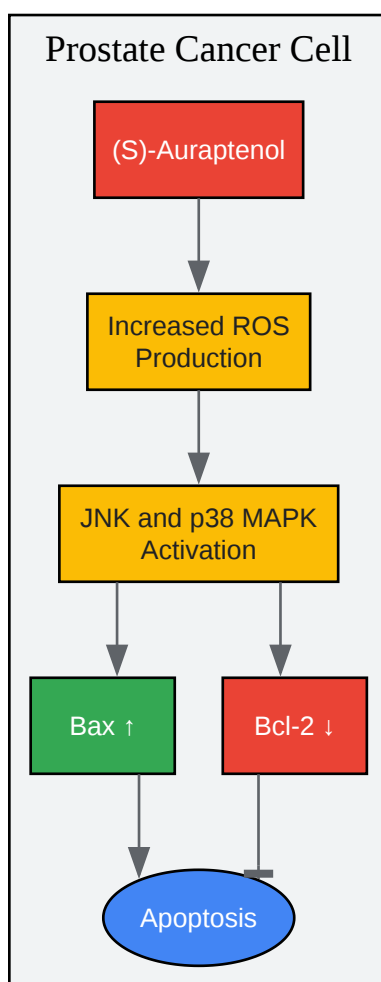 Prostate Cancer Cell
(S)-Auraptenol
Increased ROS
Production
JNK and p38 MAPK
Activation
Bax ↑
Bcl-2 ↓
Apoptosis